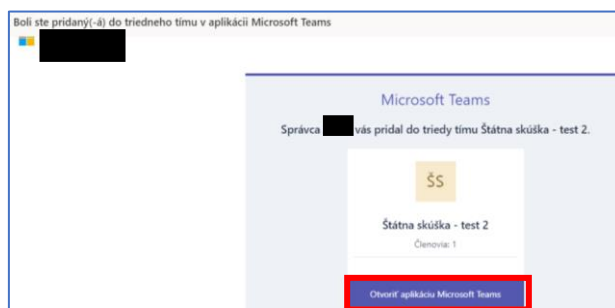 Boli ste pridaný(-á) do triedneho tímu v aplikácii Microsoft Teams
Microsoft Teams
Správca vás pridal do triedy tímu Štátna skúška - test 2.
ŠS
Štátna skúška - test 2
Členovia: 1
Otvoriť aplikáciu Microsoft Teams